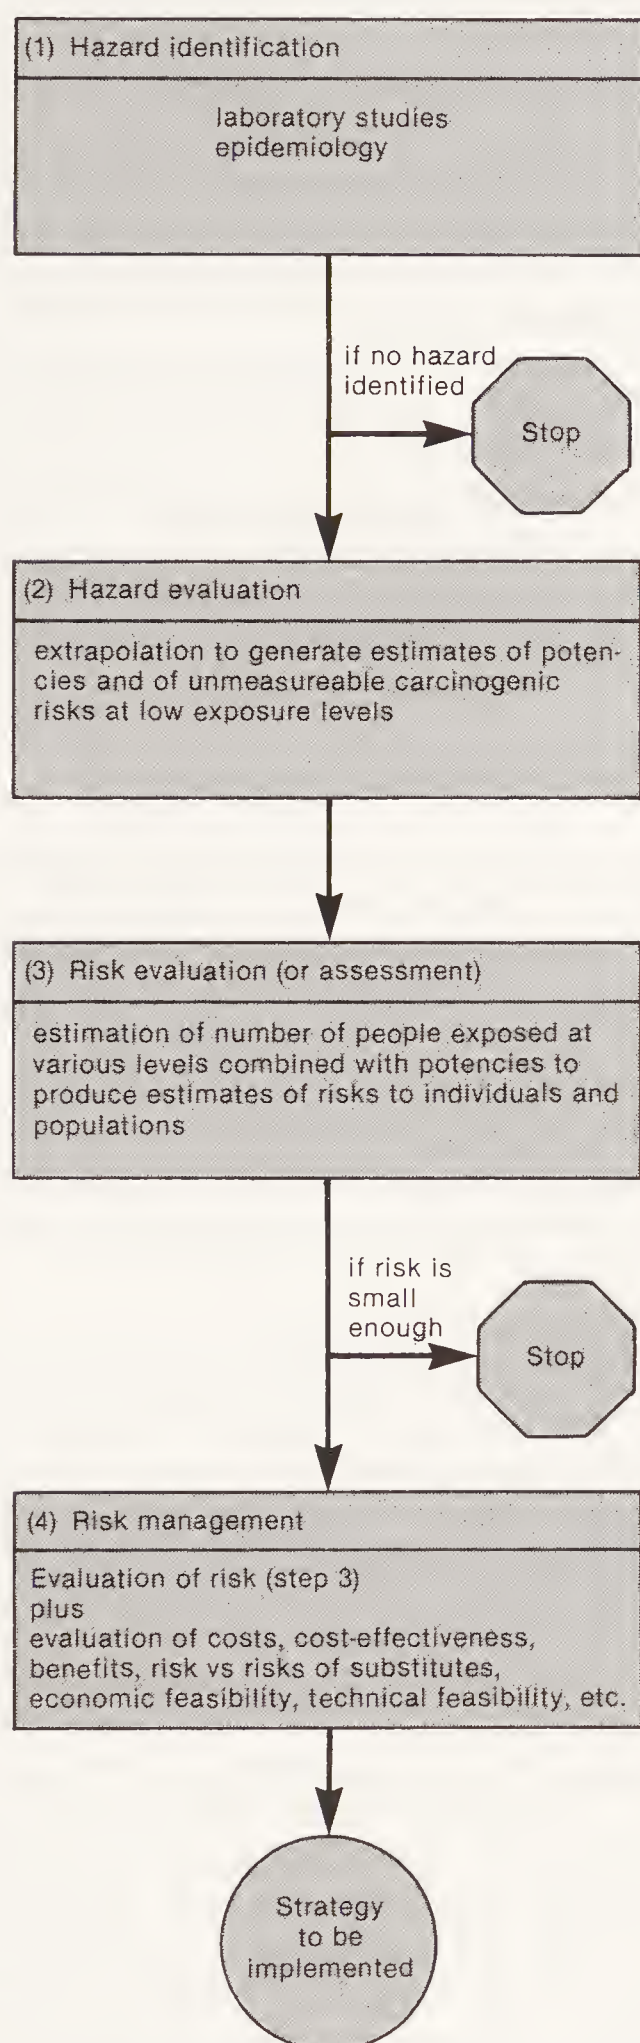 (1) Hazard identification
laboratory studies
epidemiology
if no hazard
identified
Stop
(2) Hazard evaluation
extrapolation to generate estimates of poten-
cies and of unmeasureable carcinogenic
risks at low exposure levels
(3) Risk evaluation (or assessment)
estimation of number of people exposed at
various levels combined with potencies to
produce estimates of risks to individuals and
populations
if risk is
small
enough
Stop
(4) Risk management
Evaluation of risk (step 3)
plus
evaluation of costs, cost-effectiveness,
benefits, risk vs risks of substitutes,
economic feasibility, technical feasibility, etc.
Strategy
to be
implemented